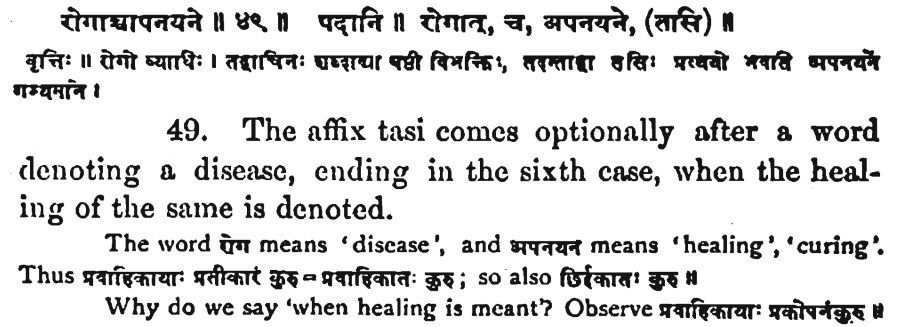 रोगाच्चापनयने ॥ ४९ ॥ पदानि ॥ रोगात्, च, अपनयने, (तासि) ॥
वृत्तिः ॥ रोगो व्याधिः । तद्वाचिनः शब्दाद्या षष्ठी विभक्तिः, तदन्ताद्वा तसिः प्रत्ययो भवति अपनयने
गम्यमाने ।
49. The affix tasi comes optionally after a word
denoting a disease, ending in the sixth case, when the heal-
ing of the same is denoted.
The word रोग means 'disease', and अपनयन means 'healing', 'curing'.
Thus प्रवाहिकायाः प्रतीकारं कुरु = प्रवाहिकातः कुरु ; so also छिर्दकातः कुरु ॥
Why do we say 'when healing is meant'? Observe प्रवाहिकायाः प्रकोपनंकुरु ॥